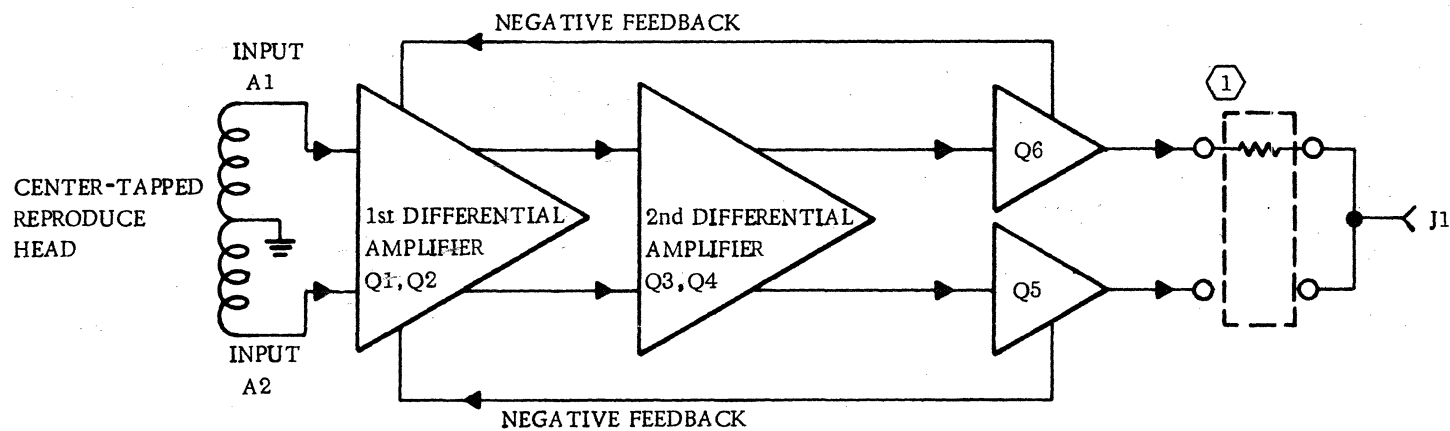 NEGATIVE FEEDBACK
INPUT
A1
CENTER-TAPPED
REPRODUCE
HEAD
INPUT
A2
1st DIFFERENTIAL
AMPLIFIER
Q1, Q2
2nd DIFFERENTIAL
AMPLIFIER
Q3, Q4
Q6
Q5
1
J1
NEGATIVE FEEDBACK